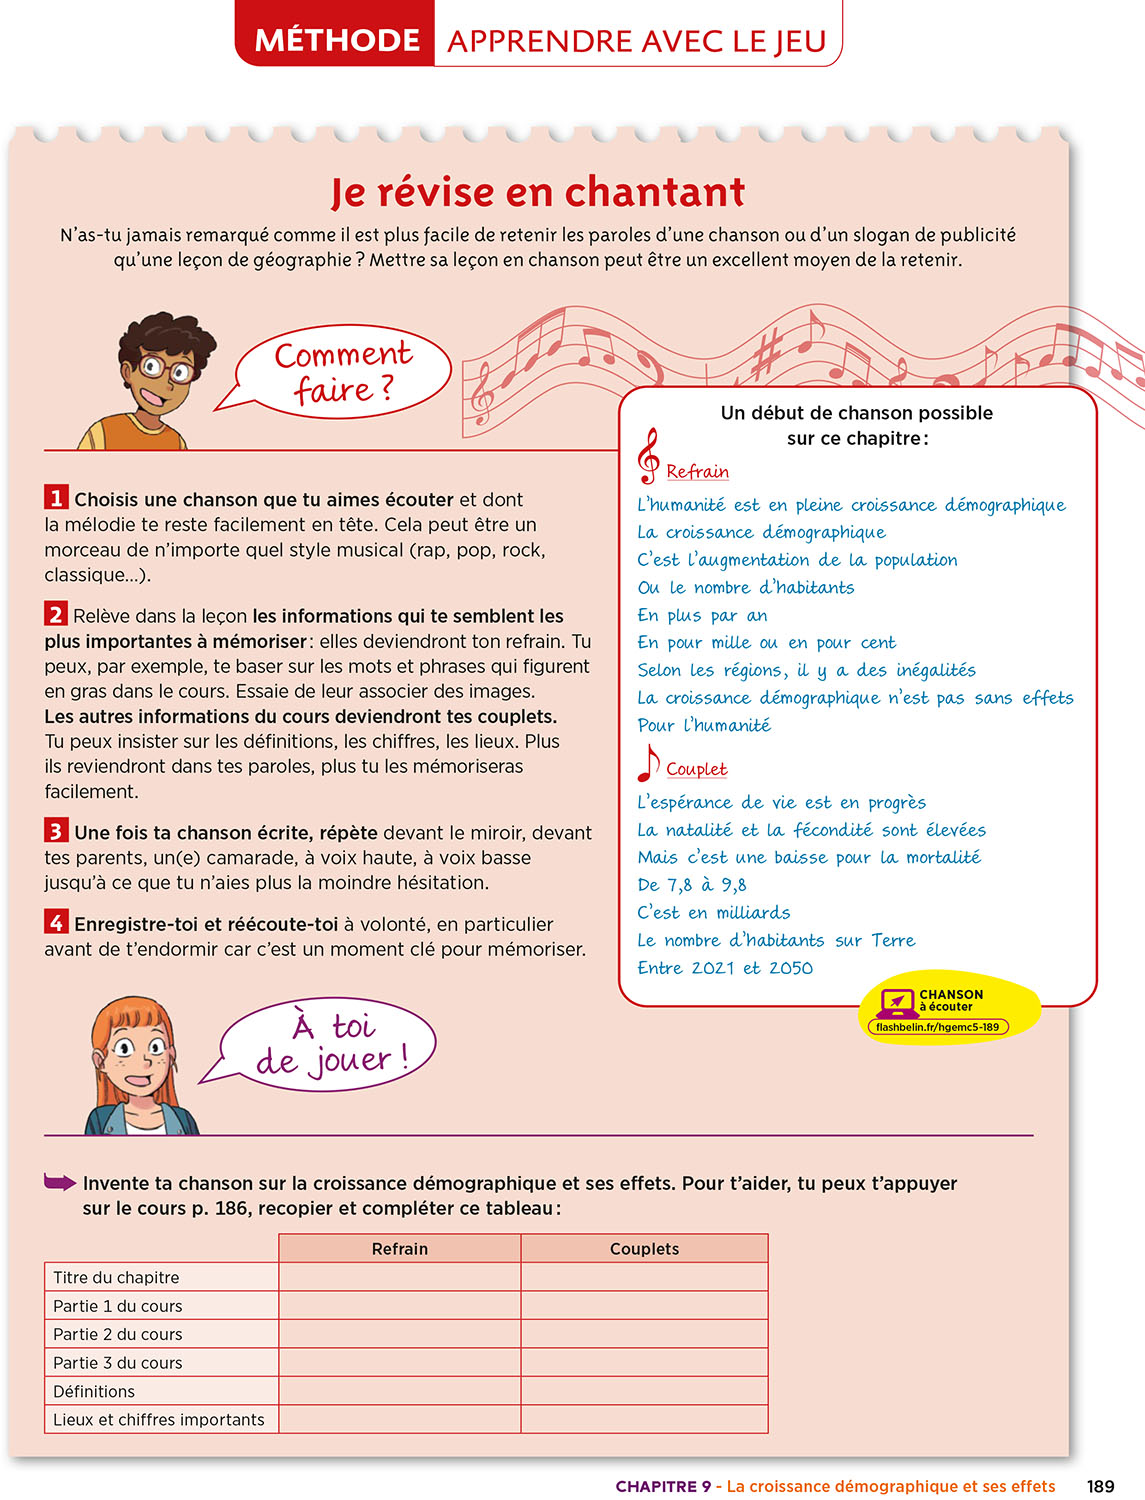 MÉTHODE APPRENDRE AVEC LE JEU
Je révise en chantant
N'as-tu jamais remarqué comme il est plus facile de retenir les paroles d'une chanson ou d'un slogan de publicité
qu'une leçon de géographie ? Mettre sa leçon en chanson peut être un excellent moyen de la retenir.
Comment
faire ?
1 Choisis une chanson que tu aimes écouter et dont
la mélodie te reste facilement en tête. Cela peut être un
morceau de n'importe quel style musical (rap, pop, rock,
classique...).
2 Relève dans la leçon les informations qui te semblent les
plus importantes à mémoriser : elles deviendront ton refrain. Tu
peux, par exemple, te baser sur les mots et phrases qui figurent
en gras dans le cours. Essaie de leur associer des images.
Les autres informations du cours deviendront tes couplets.
Tu peux insister sur les définitions, les chiffres, les lieux. Plus
ils reviendront dans tes paroles, plus tu les mémoriseras
facilement.
3 Une fois ta chanson écrite, répète devant le miroir, devant
tes parents, un(e) camarade, à voix haute, à voix basse
jusqu'à ce que tu n'aies plus la moindre hésitation.
4 Enregistre-toi et réécoute-toi à volonté, en particulier
avant de t'endormir car c'est un moment clé pour mémoriser.
Un début de chanson possible
sur ce chapitre :
Refrain
L'humanité est en pleine croissance démographique
La croissance démographique
C'est l'augmentation de la population
Ou le nombre d'habitants
En plus par an
En pour mille ou en pour cent
Selon les régions, il y a des inégalités
La croissance démographique n'est pas sans effets
Pour l'humanité
Couplet
L'espérance de vie est en progrès
La natalité et la fécondité sont élevées
Mais c'est une baisse pour la mortalité
De 7,8 à 9,8
C'est en milliards
Le nombre d'habitants sur Terre
Entre 2021 et 2050
CHANSON
à écouter
flashbelin.fr/hgemc5-189
À toi
de jouer !
Invente ta chanson sur la croissance démographique et ses effets. Pour t'aider, tu peux t'appuyer
sur le cours p. 186, recopier et compléter ce tableau :
Refrain Couplets
Titre du chapitre
Partie 1 du cours
Partie 2 du cours
Partie 3 du cours
Définitions
Lieux et chiffres importants
CHAPITRE 9 - La croissance démographique et ses effets 189